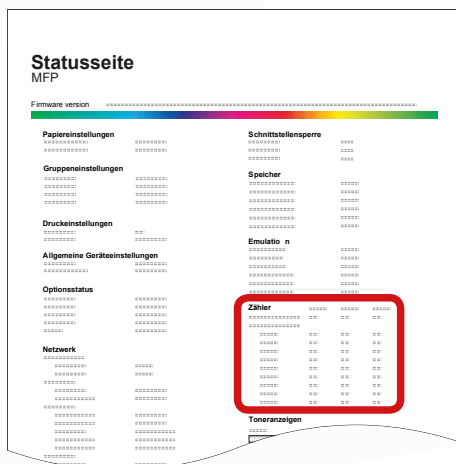 Statusseite
MFP
Firmware version
Papiereinstellungen
Gruppeneinstellungen
Druckeinstellungen
Allgemeine Geräteeinstellungen
Optionsstatus
Netzwerk
Schnittstellensperre
Speicher
Emulatio n
Zähler
Toneranzeigen